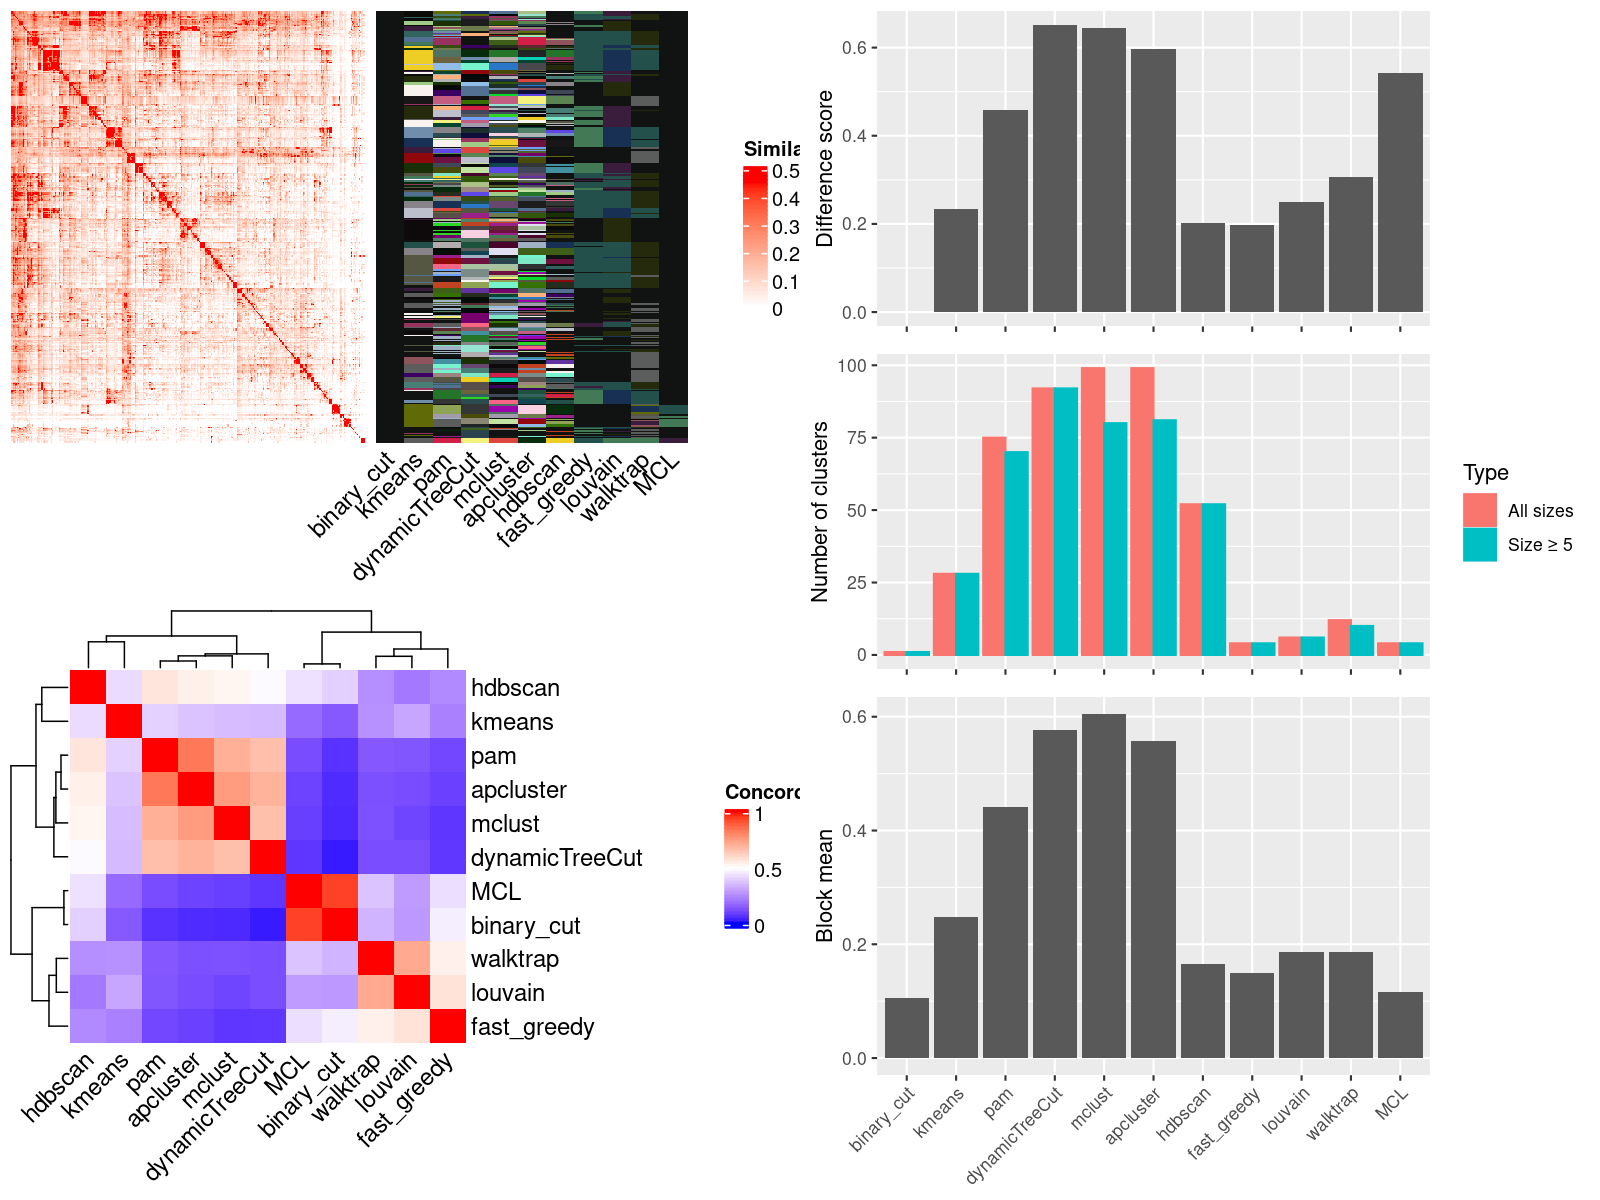 Simila
0.5
0.4
0.3
0.2
0.1
0
binary_cut
kmeans
pam
dynamicTreeCut
mclust
apcluster
hdbscan
fast_greedy
louvain
walktrap
MCL
hdbscan
kmeans
pam
apcluster
mclust
dynamicTreeCut
MCL
binary_cut
walktrap
louvain
fast_greedy
hdbscan
kmeans
pam
apcluster
mclust
dynamicTreeCut
MCL
binary_cut
walktrap
louvain
fast_greedy
Concord
1
0.5
0
Difference score
0.6
0.4
0.2
0.0
Number of clusters
100
75
50
25
0
Type
All sizes
Size ≥ 5
Block mean
0.6
0.4
0.2
0.0
binary_cut
kmeans
pam
dynamicTreeCut
mclust
apcluster
hdbscan
fast_greedy
louvain
walktrap
MCL